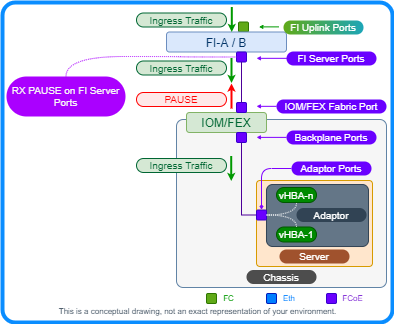 Ingress Traffic
FI Uplink Ports
FI-A / B
FI Server Ports
Ingress Traffic
RX PAUSE on FI Server
Ports
PAUSE
IOM/FEX Fabric Port
IOM/FEX
Backplane Ports
Ingress Traffic
Adaptor Ports
vHBA-n
Adaptor
vHBA-1
Server
Chassis
FC
Eth
FCoE
This is a conceptual drawing, not an exact representation of your environment.